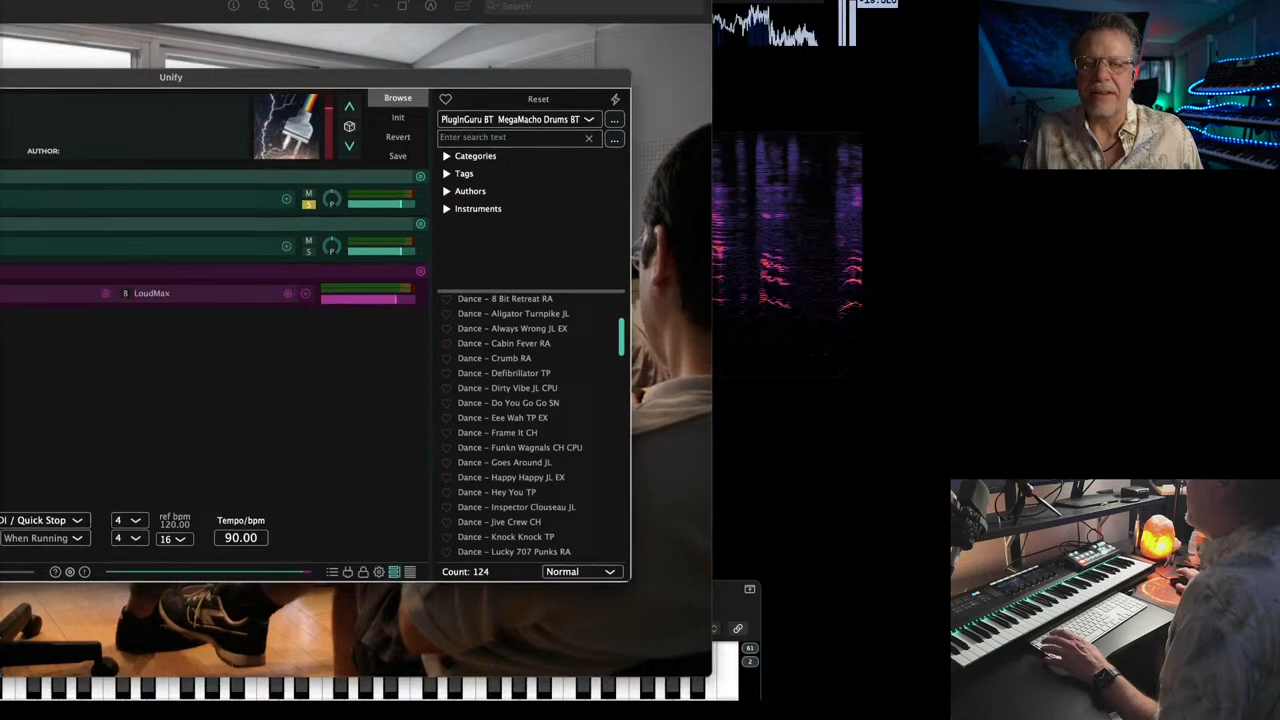 Search
-19.3LU
Unify
Browse
Init
Revert
Save
AUTHOR:
Reset
PlugInGuru BT MegaMacho Drums BT
...
Enter search text
...
Categories
Tags
Authors
Instruments
M
S
P
M
S
P
B LoudMax
Dance – 8 Bit Retreat RA
Dance – Aligator Turnpike JL
Dance – Always Wrong JL EX
Dance – Cabin Fever RA
Dance – Crumb RA
Dance – Defibrillator TP
Dance – Dirty Vibe JL CPU
Dance – Do You Go Go SN
Dance – Eee Wah TP EX
Dance – Frame It CH
Dance – Funkn Wagnals CH CPU
Dance – Goes Around JL
Dance – Happy Happy JL EX
Dance – Hey You TP
Dance – Inspector Clouseau JL
Dance – Jive Crew CH
Dance – Knock Knock TP
Dance – Lucky 707 Punks RA
DI / Quick Stop
When Running
4
4
ref bpm
120.00
16
Tempo/bpm
90.00
Count: 124
Normal
61
2